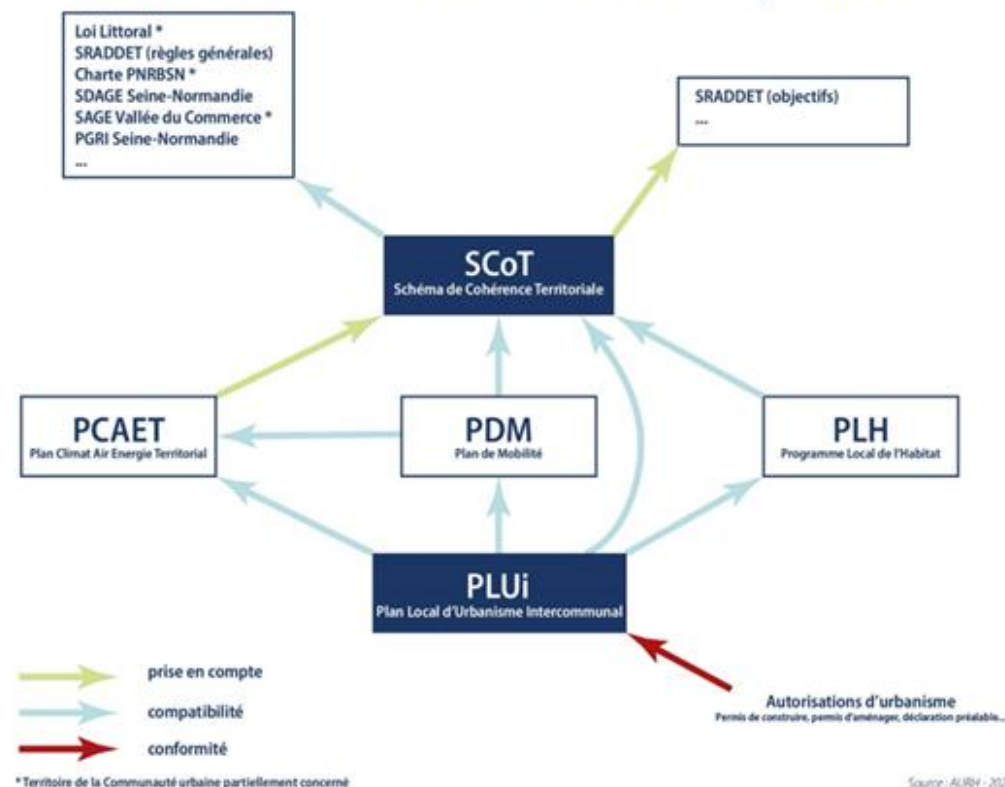 Loi Littoral *
SRADDET (règles générales)
Charte PNRBSN *
SDAGE Seine-Normandie
SAGE Vallée du Commerce *
PGRI Seine-Normandie
...
SRADDET (objectifs)
...
SCoT
Schéma de Cohérence Territoriale
PCAET
Plan Climat Air Energie Territorial
PDM
Plan de Mobilité
PLH
Programme Local de l'Habitat
PLUi
Plan Local d'Urbanisme Intercommunal
prise en compte
compatibilité
conformité
Autorisations d'urbanisme
Permis de construire, permis d'aménager, déclaration préalable...
* Territoire de la Communauté urbaine partiellement concerné
Source : AURH - 202